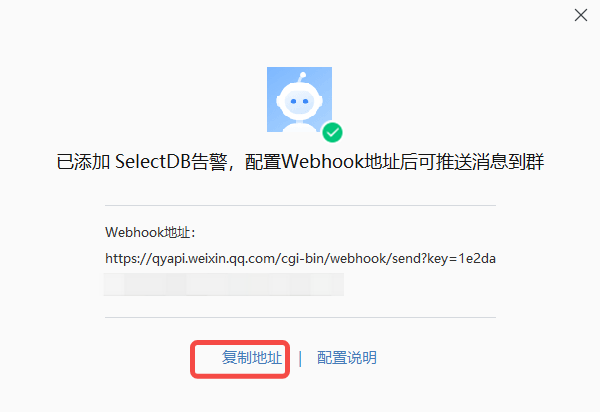 已添加 SelectDB告警，配置Webhook地址后可推送消息到群
Webhook地址：
https://qyapi.weixin.qq.com/cgi-bin/webhook/send?key=1e2da
复制地址 | 配置说明